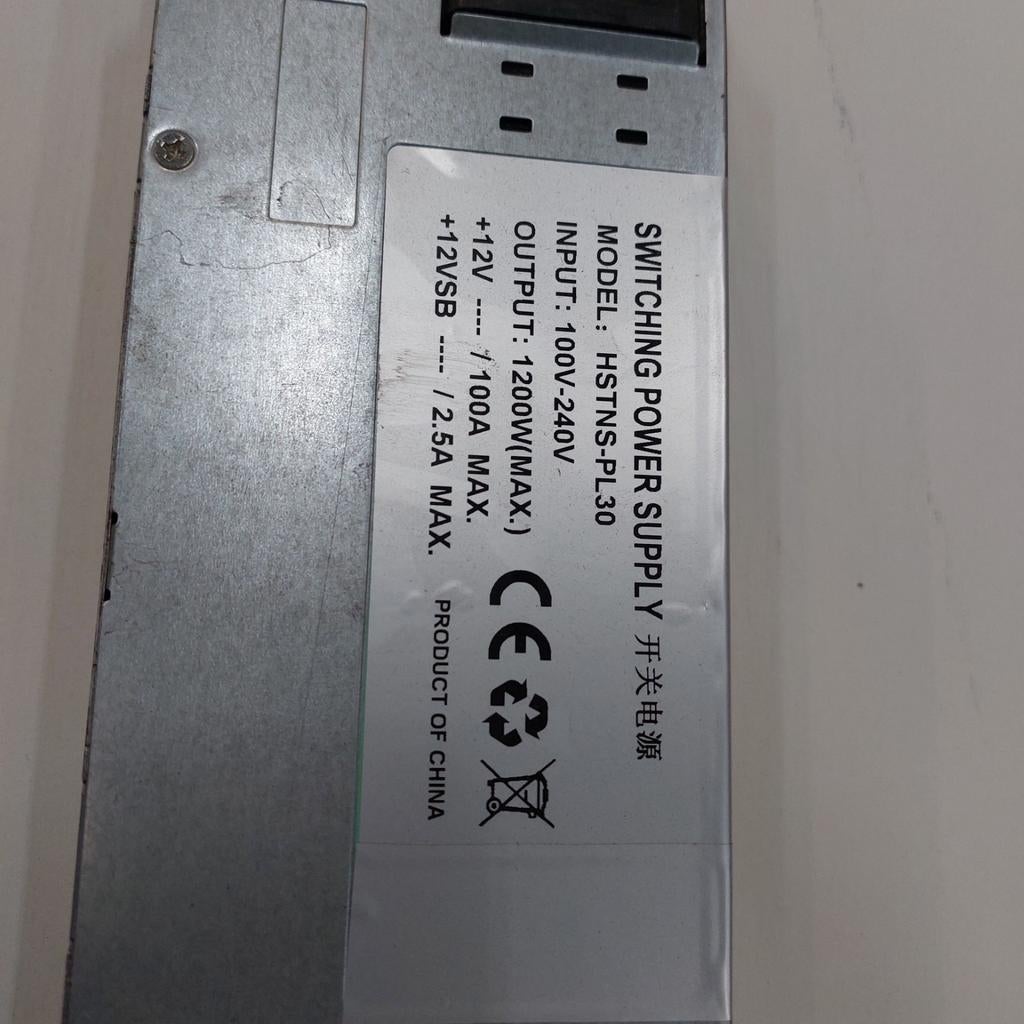 SWITCHING POWER SUPPLY 开关电源
MODEL: HSTNS-PL30
INPUT: 100V-240V
OUTPUT: 1200W(MAX.)
+12V ---- / 100A MAX.
+12VSB ---- / 2.5A MAX.
CE
PRODUCT OF CHINA